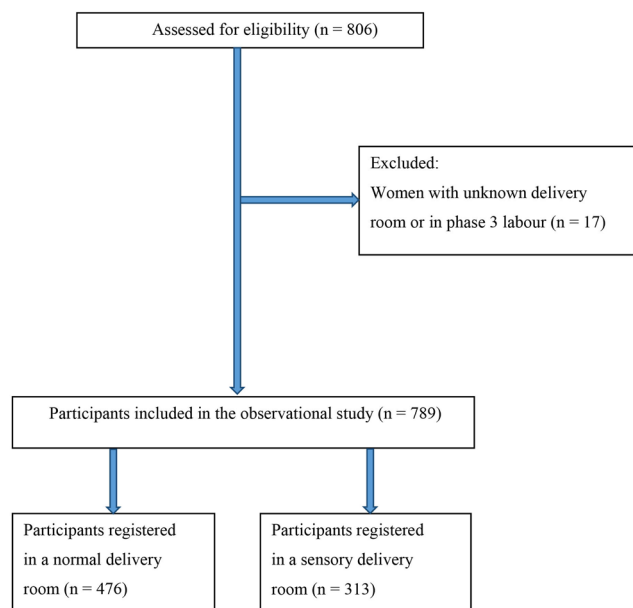 Assessed for eligibility (n = 806)
Excluded:
Women with unknown delivery
room or in phase 3 labour (n = 17)
Participants included in the observational study (n = 789)
Participants registered
in a normal delivery
room (n = 476)
Participants registered
in a sensory delivery
room (n = 313)